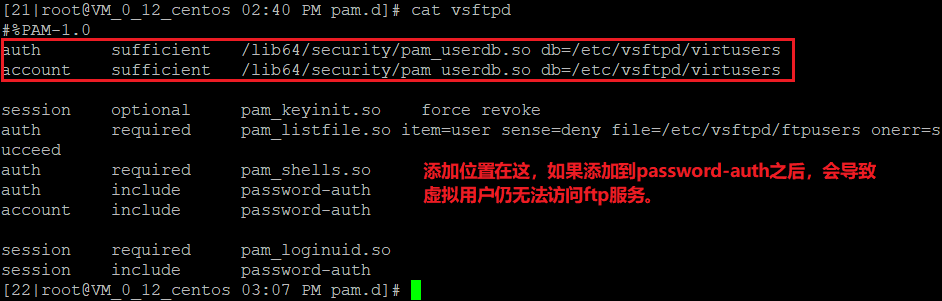 [21|root@VM_0_12_centos 02:40 PM pam.d]# cat vsftpd
#%PAM-1.0
auth sufficient /lib64/security/pam_userdb.so db=/etc/vsftpd/virtusers
account sufficient /lib64/security/pam_userdb.so db=/etc/vsftpd/virtusers
session optional pam_keyinit.so force revoke
auth required pam_listfile.so item=user sense=deny file=/etc/vsftpd/ftpusers onerr=s
ucceed
auth required pam_shells.so
auth include password-auth
account include password-auth
添加位置在这，如果添加到password-auth之后，会导致
虚拟用户仍无法访问ftp服务。
session required pam_loginuid.so
session include password-auth
[22|root@VM_0_12_centos 03:07 PM pam.d]#